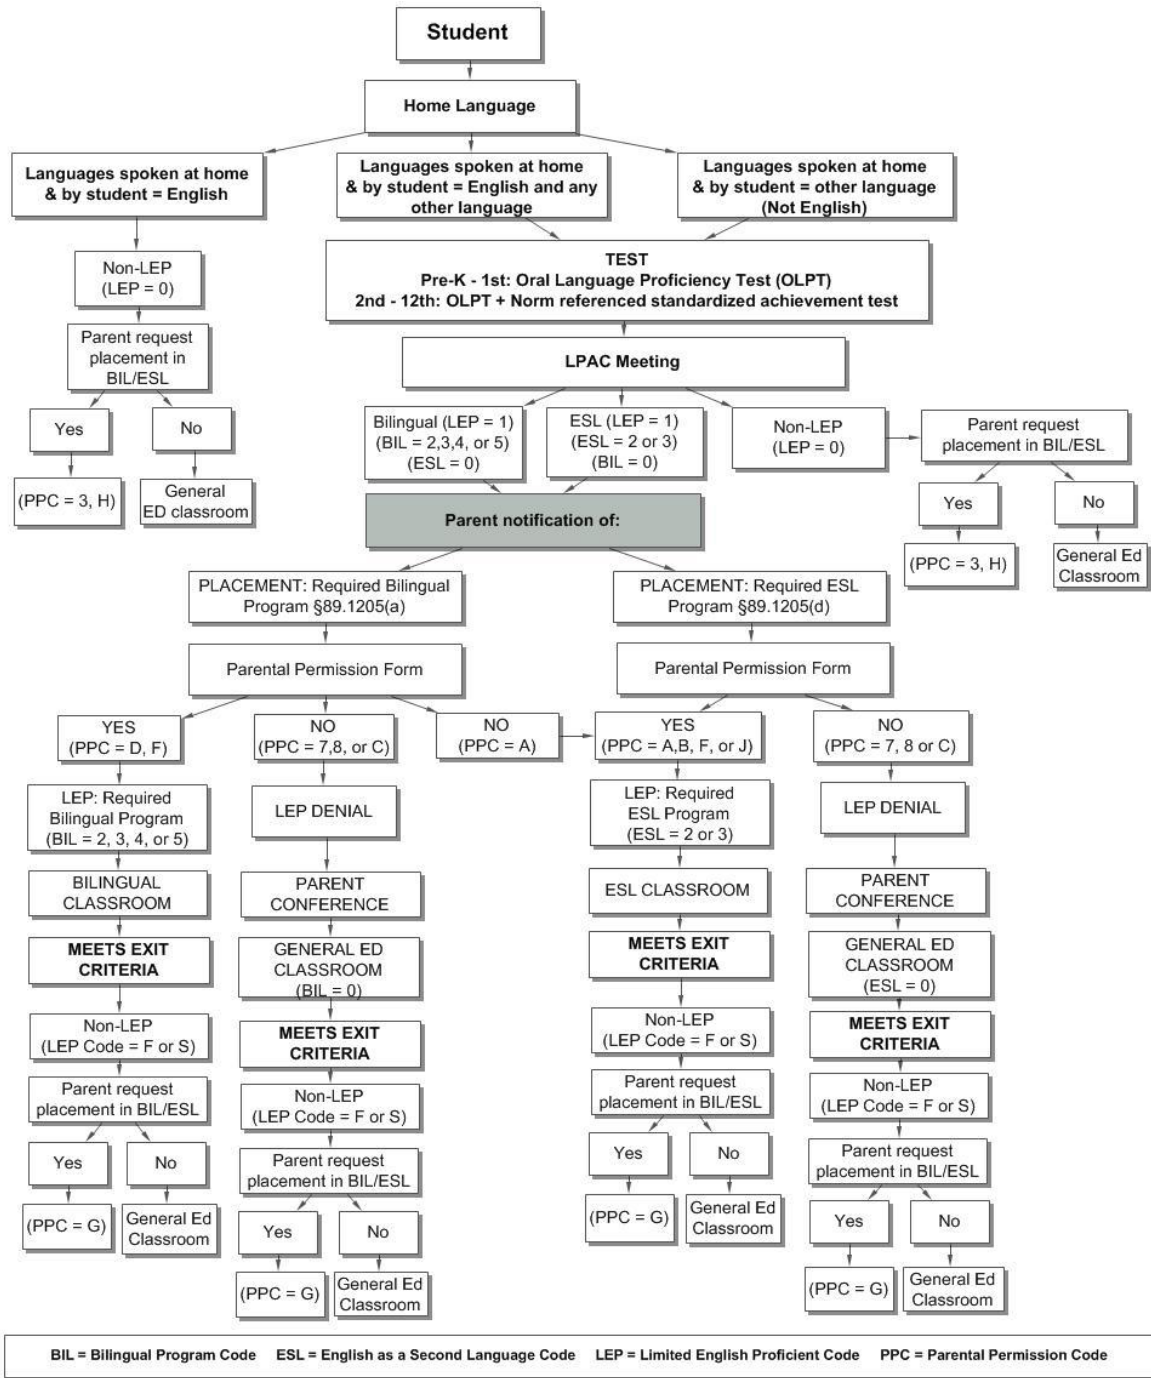 Student
Home Language
Languages spoken at home
& by student = English
Languages spoken at home
& by student = English and any
other language
Languages spoken at home
& by student = other language
(Not English)
Non-LEP
(LEP = 0)
TEST
Pre-K - 1st: Oral Language Proficiency Test (OLPT)
2nd - 12th: OLPT + Norm referenced standardized achievement test
Parent request
placement in
BIL/ESL
LPAC Meeting
Yes
No
Bilingual (LEP = 1)
(BIL = 2,3,4, or 5)
(ESL = 0)
ESL (LEP = 1)
(ESL = 2 or 3)
(BIL = 0)
Non-LEP
(LEP = 0)
Parent request
placement in BIL/ESL
(PPC = 3, H)
General
ED classroom
Yes
No
Parent notification of:
(PPC = 3, H)
General Ed
Classroom
PLACEMENT: Required Bilingual
Program §89.1205(a)
PLACEMENT: Required ESL
Program §89.1205(d)
Parental Permission Form
Parental Permission Form
YES
(PPC = D, F)
NO
(PPC = 7,8, or C)
NO
(PPC = A)
YES
(PPC = A,B, F, or J)
NO
(PPC = 7, 8 or C)
LEP: Required
Bilingual Program
(BIL = 2, 3, 4, or 5)
LEP DENIAL
LEP: Required
ESL Program
(ESL = 2 or 3)
LEP DENIAL
BILINGUAL
CLASSROOM
PARENT
CONFERENCE
ESL CLASSROOM
PARENT
CONFERENCE
MEETS EXIT
CRITERIA
GENERAL ED
CLASSROOM
(BIL = 0)
MEETS EXIT
CRITERIA
GENERAL ED
CLASSROOM
(ESL = 0)
Non-LEP
(LEP Code = F or S)
MEETS EXIT
CRITERIA
Non-LEP
(LEP Code = F or S)
MEETS EXIT
CRITERIA
Parent request
placement in BIL/ESL
Non-LEP
(LEP Code = F or S)
Parent request
placement in BIL/ESL
Non-LEP
(LEP Code = F or S)
Yes
No
Parent request
placement in BIL/ESL
Yes
No
Parent request
placement in BIL/ESL
(PPC = G)
General Ed
Classroom
Yes
No
(PPC = G)
General Ed
Classroom
Yes
No
(PPC = G)
General Ed
Classroom
(PPC = G)
General Ed
Classroom
BIL = Bilingual Program Code ESL = English as a Second Language Code LEP = Limited English Proficient Code PPC = Parental Permission Code